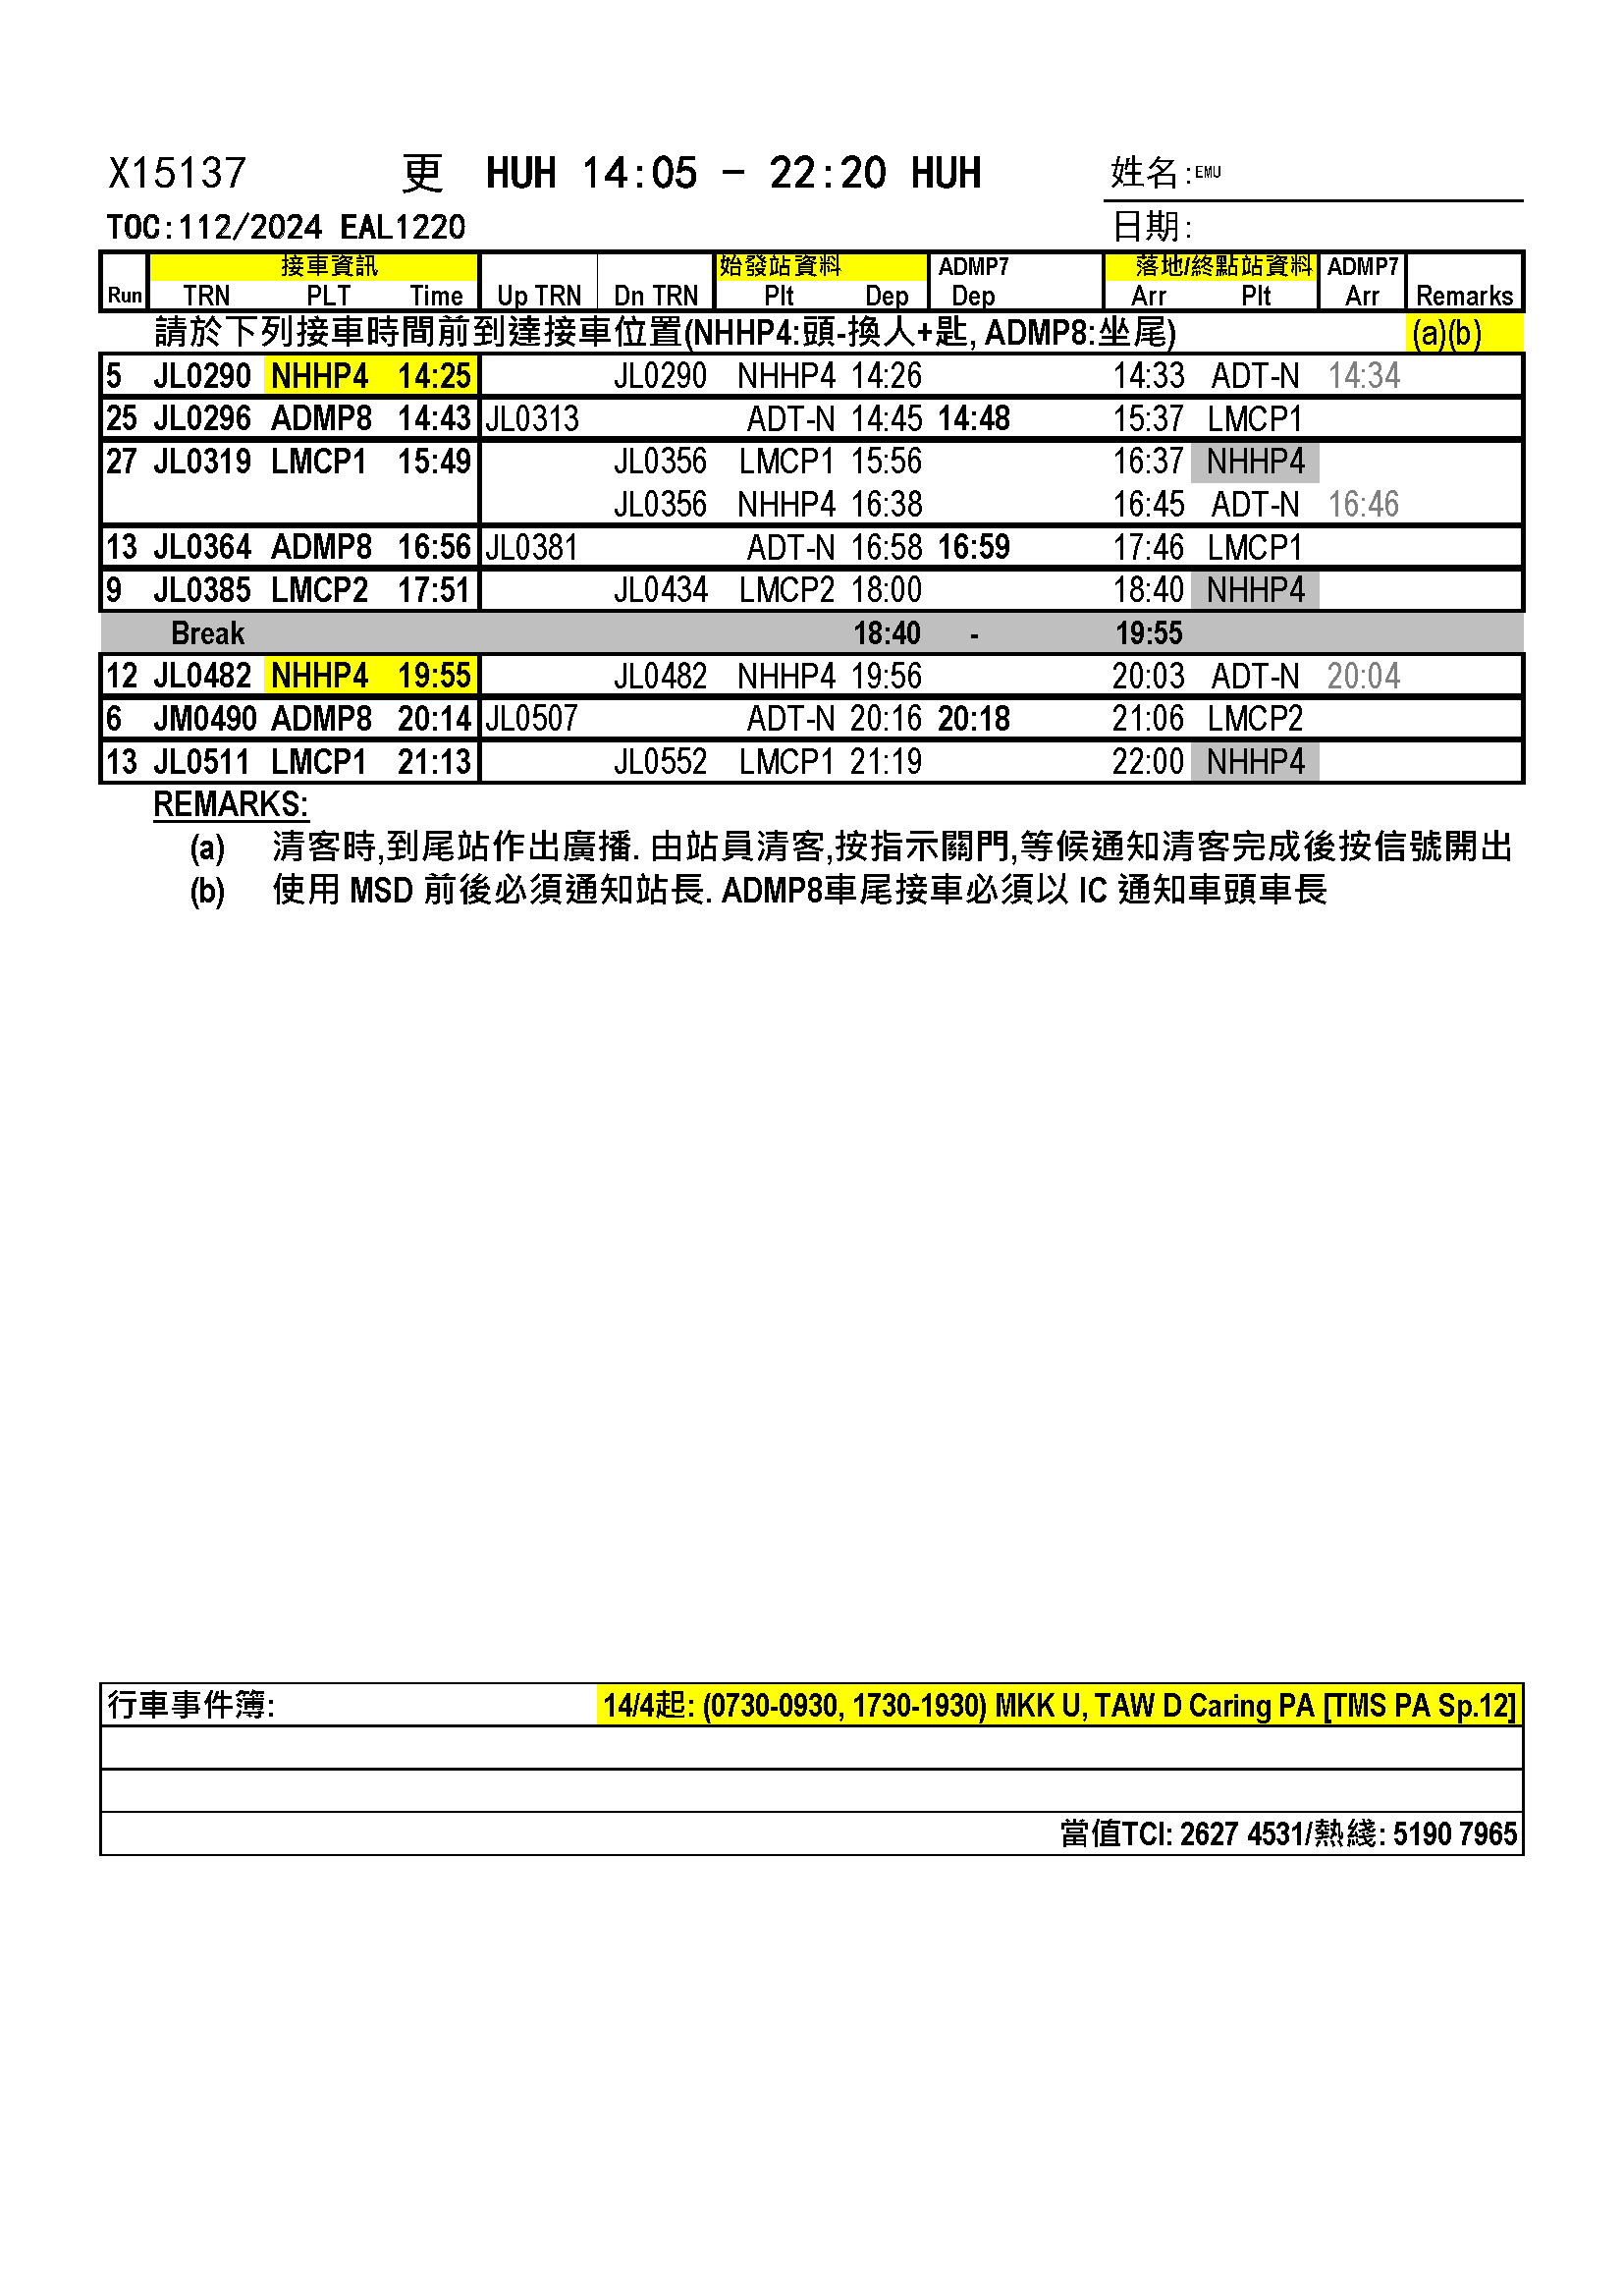 X15137 更 HUH 14:05 - 22:20 HUH 姓名:EMU
TOC:112/2024 EAL1220 日期:
接車資訊 始發站資料 ADMP7 落地/終點站資料 ADMP7
Run TRN PLT Time Up TRN Dn TRN Plt Dep Dep Arr Plt Arr Remarks
請於下列接車時間前到達接車位置(NHHP4:頭-換人+匙, ADMP8:坐尾) (a)(b)
5 JL0290 NHHP4 14:25 JL0290 NHHP4 14:26 14:33 ADT-N 14:34
25 JL0296 ADMP8 14:43 JL0313 ADT-N 14:45 14:48 15:37 LMCP1
27 JL0319 LMCP1 15:49 JL0356 LMCP1 15:56 16:37 NHHP4
JL0356 NHHP4 16:38 16:45 ADT-N 16:46
13 JL0364 ADMP8 16:56 JL0381 ADT-N 16:58 16:59 17:46 LMCP1
9 JL0385 LMCP2 17:51 JL0434 LMCP2 18:00 18:40 NHHP4
Break 18:40 - 19:55
12 JL0482 NHHP4 19:55 JL0482 NHHP4 19:56 20:03 ADT-N 20:04
6 JM0490 ADMP8 20:14 JL0507 ADT-N 20:16 20:18 21:06 LMCP2
13 JL0511 LMCP1 21:13 JL0552 LMCP1 21:19 22:00 NHHP4
REMARKS:
(a) 清客時,到尾站作出廣播. 由站員清客,按指示關門,等候通知清客完成後按信號開出
(b) 使用 MSD 前後必須通知站長. ADMP8車尾接車必須以 IC 通知車頭車長
行車事件簿: 14/4起: (0730-0930, 1730-1930) MKK U, TAW D Caring PA [TMS PA Sp.12]
當值TCI: 2627 4531/熱綫: 5190 7965